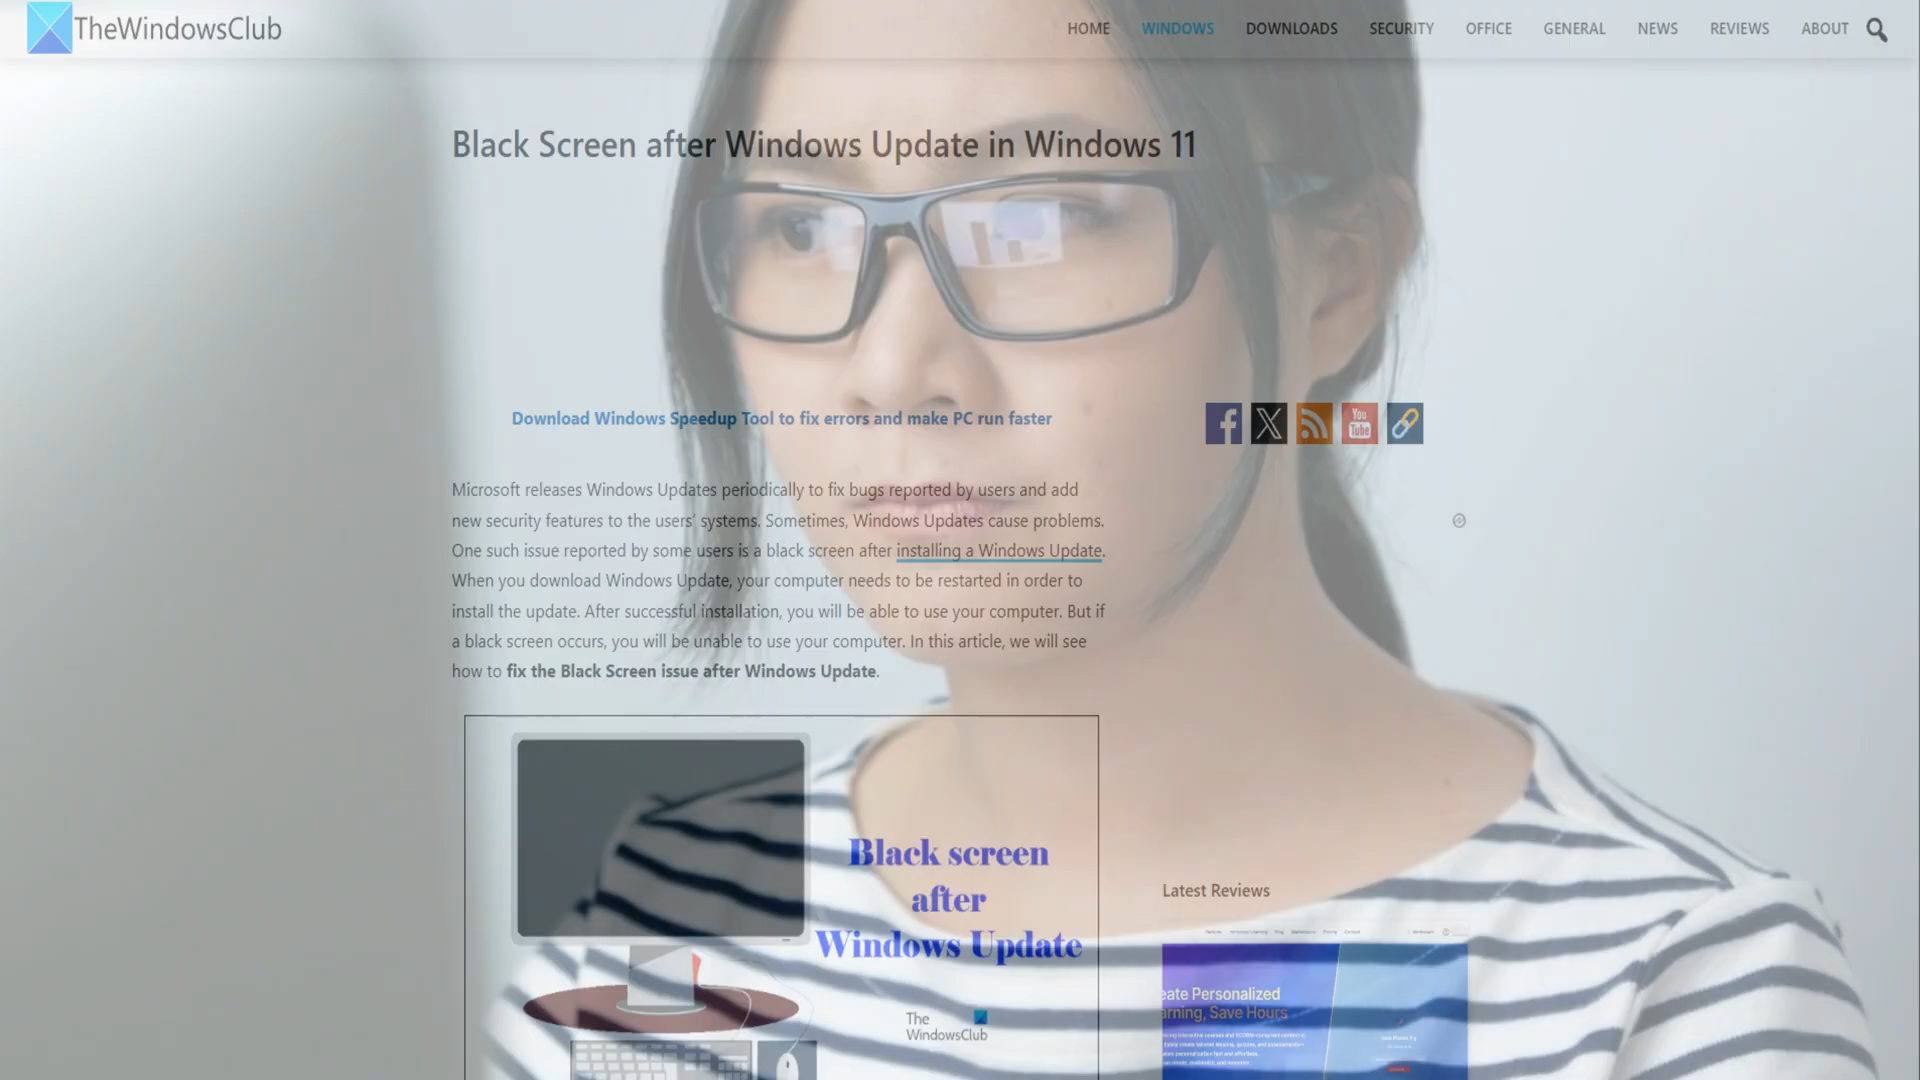 TheWindowsClub
HOME WINDOWS DOWNLOADS SECURITY OFFICE GENERAL NEWS REVIEWS ABOUT
Black Screen after Windows Update in Windows 11
Download Windows Speedup Tool to fix errors and make PC run faster
You
Tube
Microsoft releases Windows Updates periodically to fix bugs reported by users and add
new security features to the users' systems. Sometimes, Windows Updates cause problems.
One such issue reported by some users is a black screen after installing a Windows Update.
When you download Windows Update, your computer needs to be restarted in order to
install the update. After successful installation, you will be able to use your computer. But if
a black screen occurs, you will be unable to use your computer. In this article, we will see
how to fix the Black Screen issue after Windows Update.
Black screen
after
Windows Update
The
WindowsClub
Latest Reviews
eate Personalized
arning, Save Hours